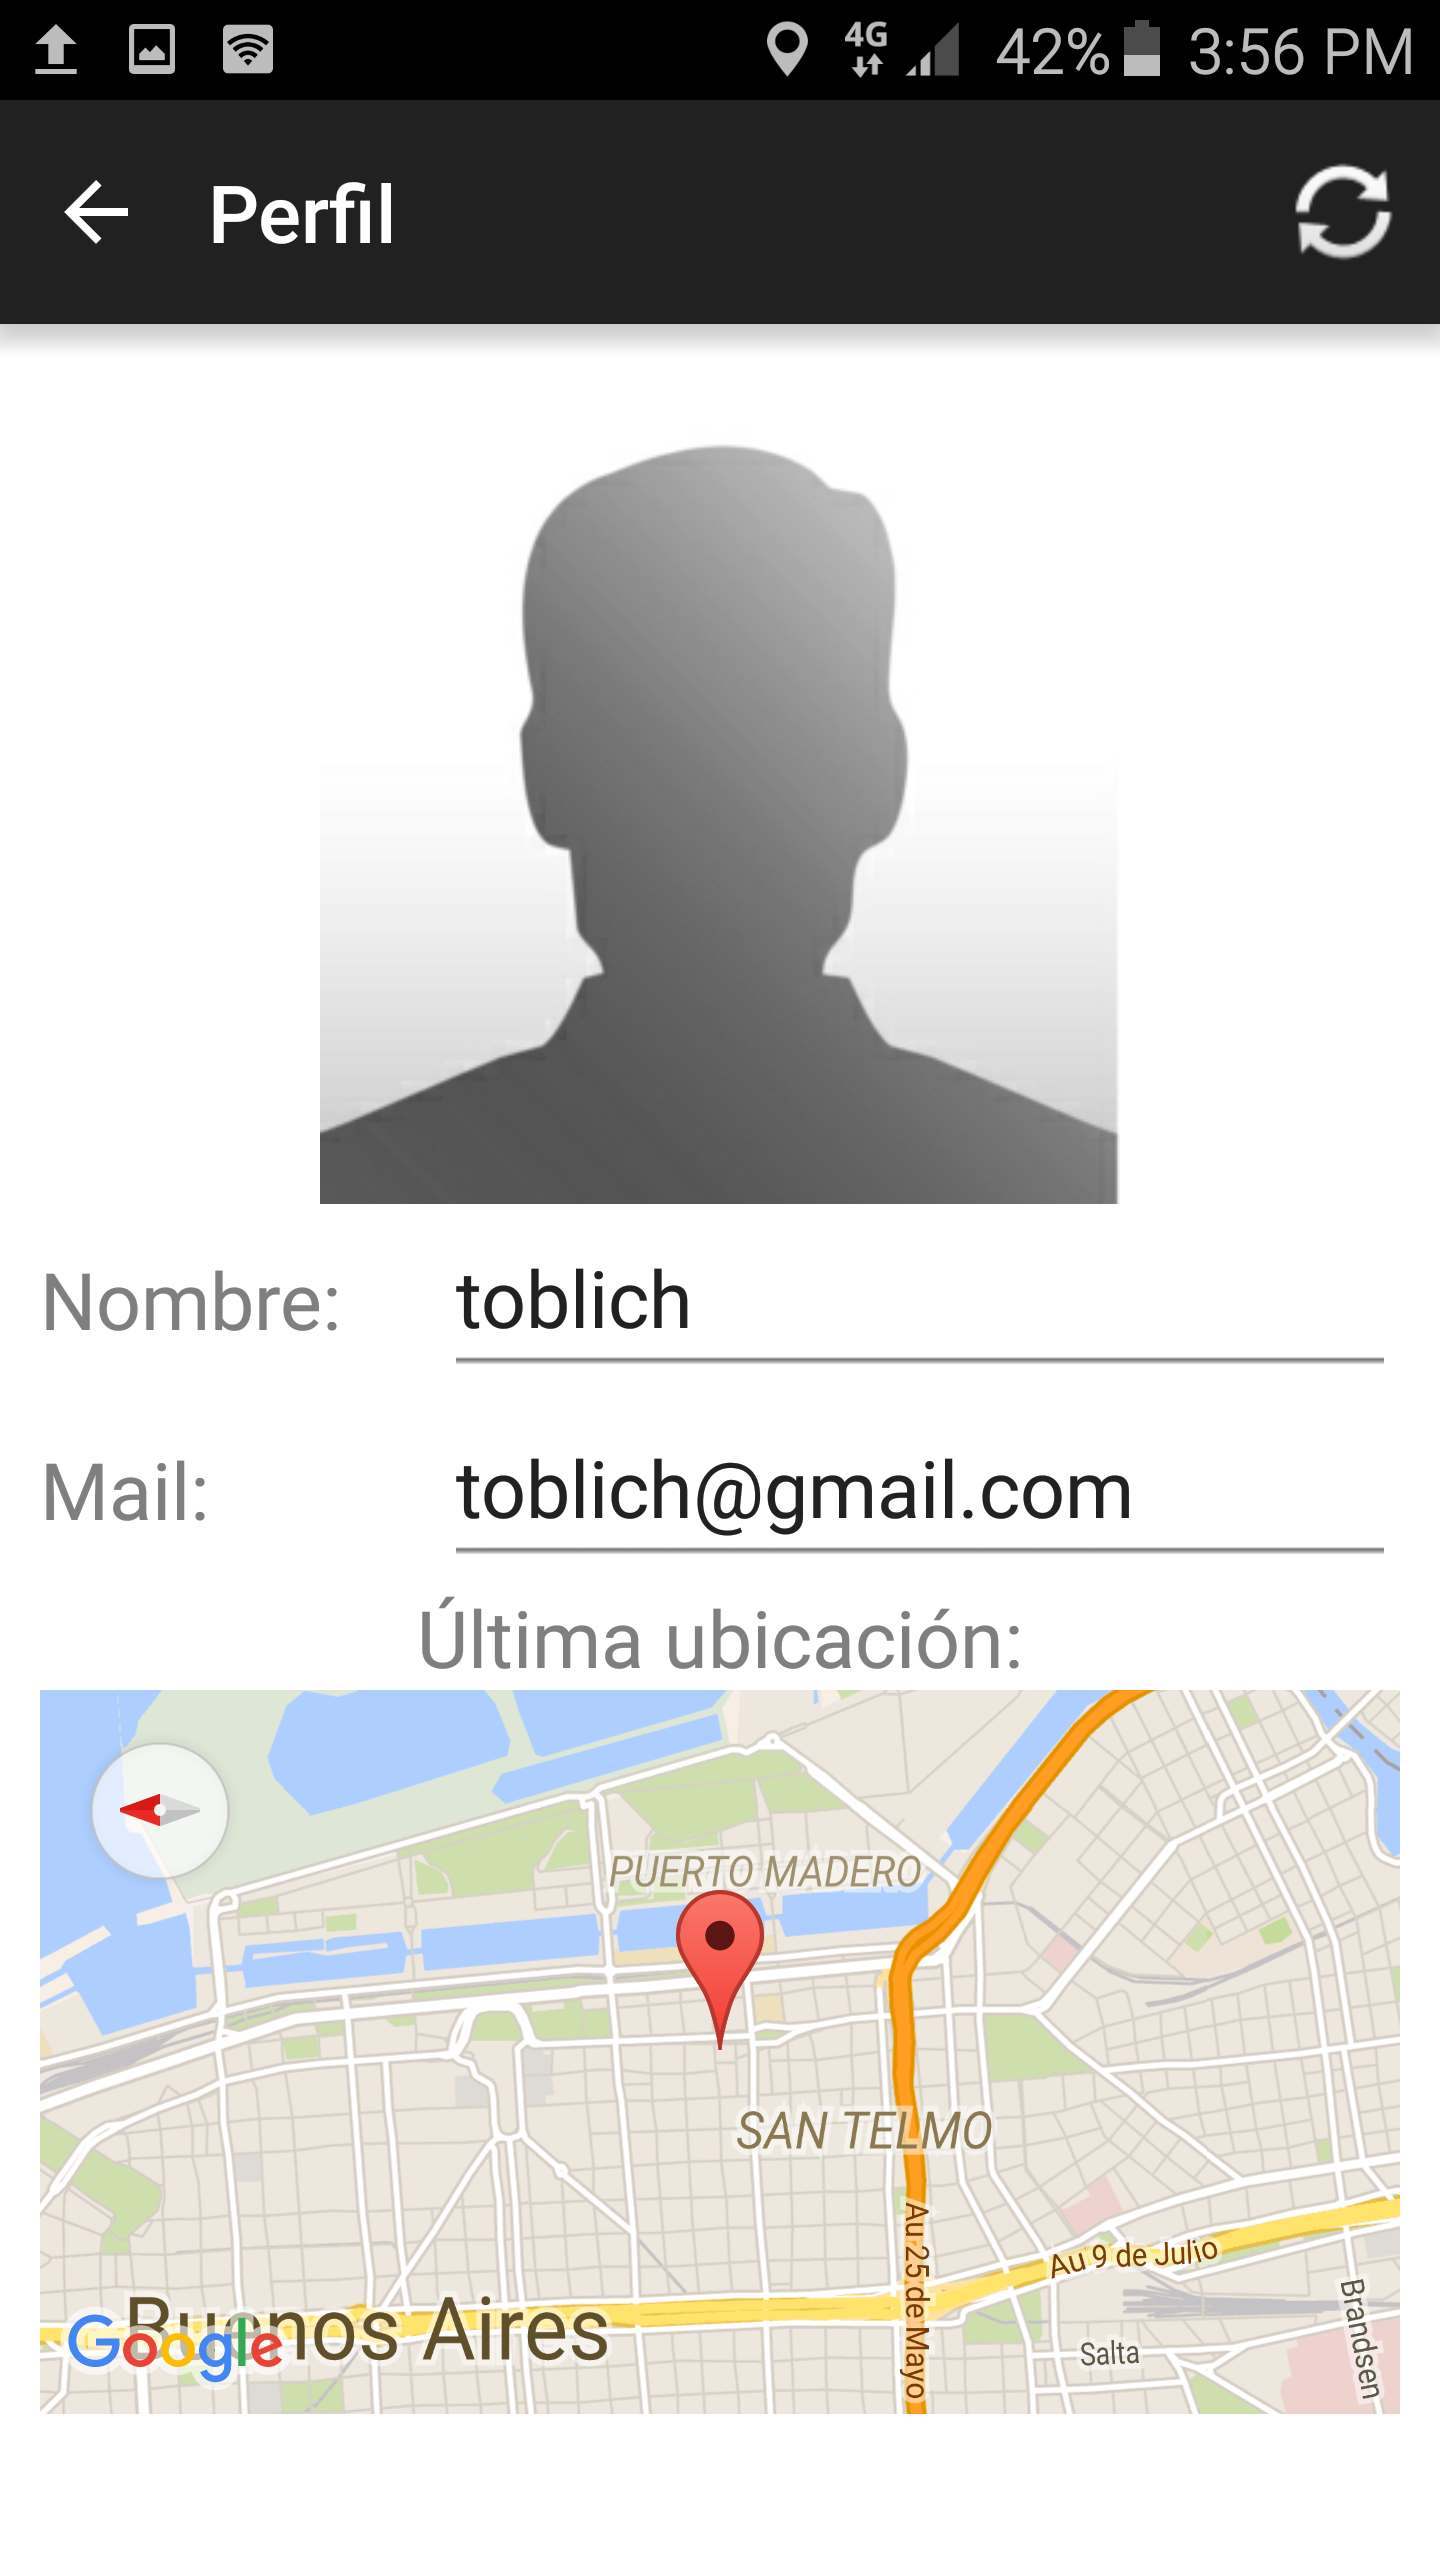 4G 42% 3:56 PM
Perfil
Nombre: toblich
Mail: toblich@gmail.com
Última ubicación:
PUERTO MADERO
SAN TELMO
Au 25 de Mayo
Au 9 de Julio
Brandsen
Buenos Aires
Google
Salta